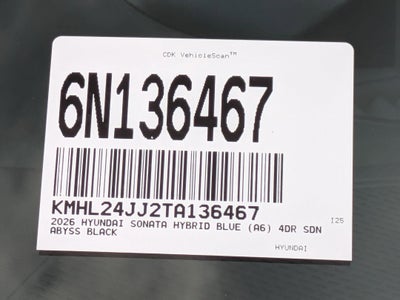 CDK VehicleScan™
6N136467
KMHL24JJ2TA136467
I25
2026 HYUNDAI SONATA HYBRID BLUE (A6) 4DR SDN
ABYSS BLACK
HYUNDAI